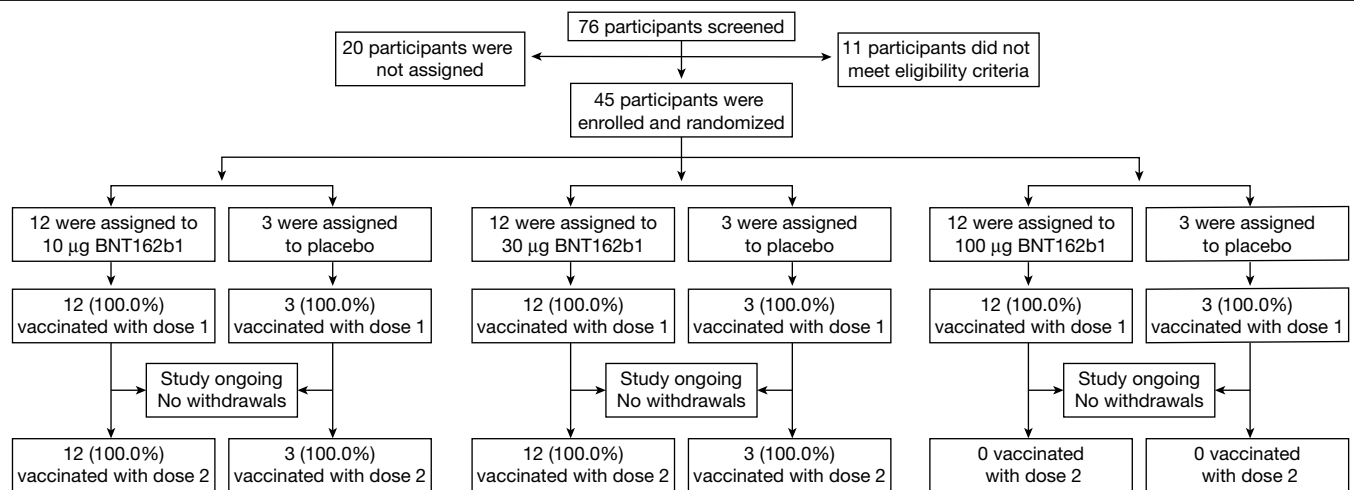 76 participants screened
20 participants were
not assigned
11 participants did not
meet eligibility criteria
45 participants were
enrolled and randomized
12 were assigned to
10 μg BNT162b1
3 were assigned
to placebo
12 were assigned to
30 μg BNT162b1
3 were assigned
to placebo
12 were assigned to
100 μg BNT162b1
3 were assigned
to placebo
12 (100.0%)
vaccinated with dose 1
3 (100.0%)
vaccinated with dose 1
12 (100.0%)
vaccinated with dose 1
3 (100.0%)
vaccinated with dose 1
12 (100.0%)
vaccinated with dose 1
3 (100.0%)
vaccinated with dose 1
Study ongoing
No withdrawals
Study ongoing
No withdrawals
Study ongoing
No withdrawals
12 (100.0%)
vaccinated with dose 2
3 (100.0%)
vaccinated with dose 2
12 (100.0%)
vaccinated with dose 2
3 (100.0%)
vaccinated with dose 2
0 vaccinated
with dose 2
0 vaccinated
with dose 2